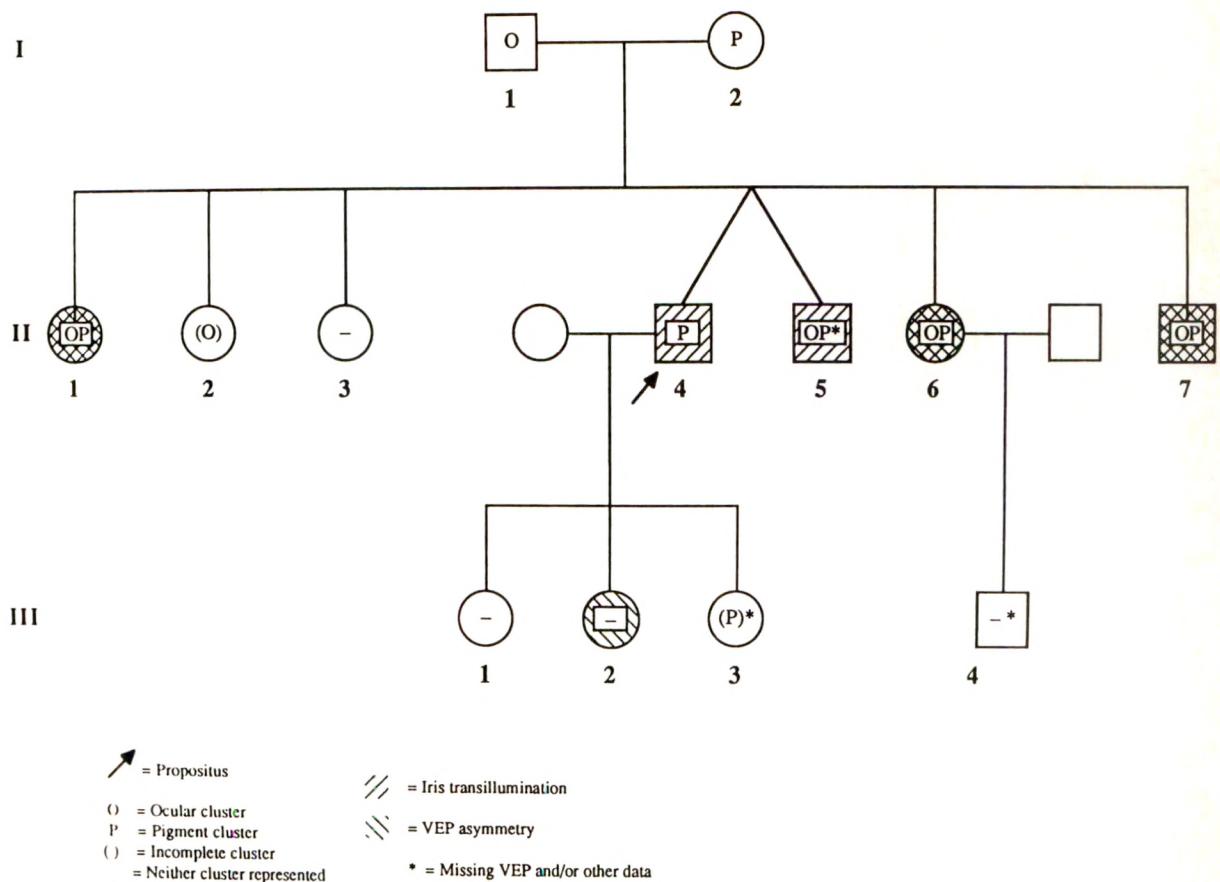 I
O P
1 2
II
OP (O) – P OP* OP OP
1 2 3 4 5 6 7
III
– – (P)* – *
1 2 3 4
= Propositus
O = Ocular cluster
P = Pigment cluster
( ) = Incomplete cluster
= Neither cluster represented
= Iris transillumination
= VEP asymmetry
* = Missing VEP and/or other data